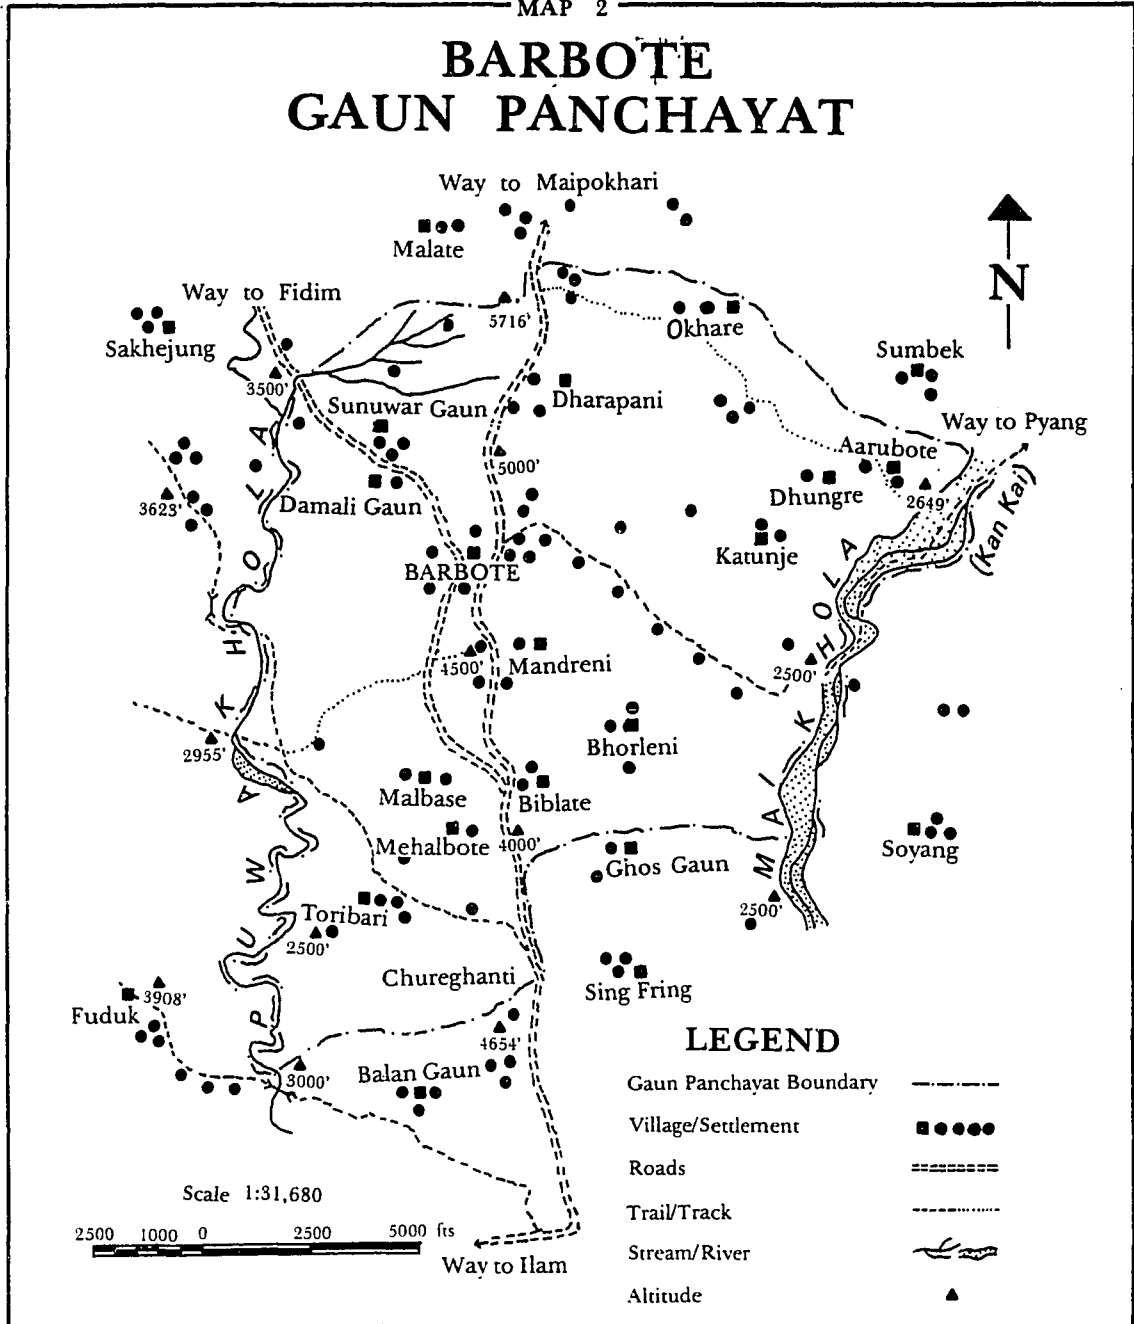 MAP 2
BARBOTE
GAUN PANCHAYAT
Way to Maipokhari
Malate
Way to Fidim
N
5716'
Okhare
Sakhejung
Sumbek
3500'
Sunuwar Gaun
Dharapani
Way to Pyang
Aarubote
5000'
Dhungre
2649'
3623'
Damali Gaun
(Kan Kai)
Katunje
BARBOTE
4500'
Mandreni
2500'
2955'
Bhorleni
Malbase
Biblate
Mehalbote
4000'
Ghos Gaun
Soyang
Toribari
2500'
2500'
PUWA KHOLA
MAI KHOLA
Chureghanti
Sing Fring
3908'
Fuduk
4654'
3000'
Balan Gaun
LEGEND
Gaun Panchayat Boundary
Village/Settlement
Roads
Trail/Track
Stream/River
Altitude
Scale 1:31,680
2500 1000 0 2500 5000 fts
Way to Ilam